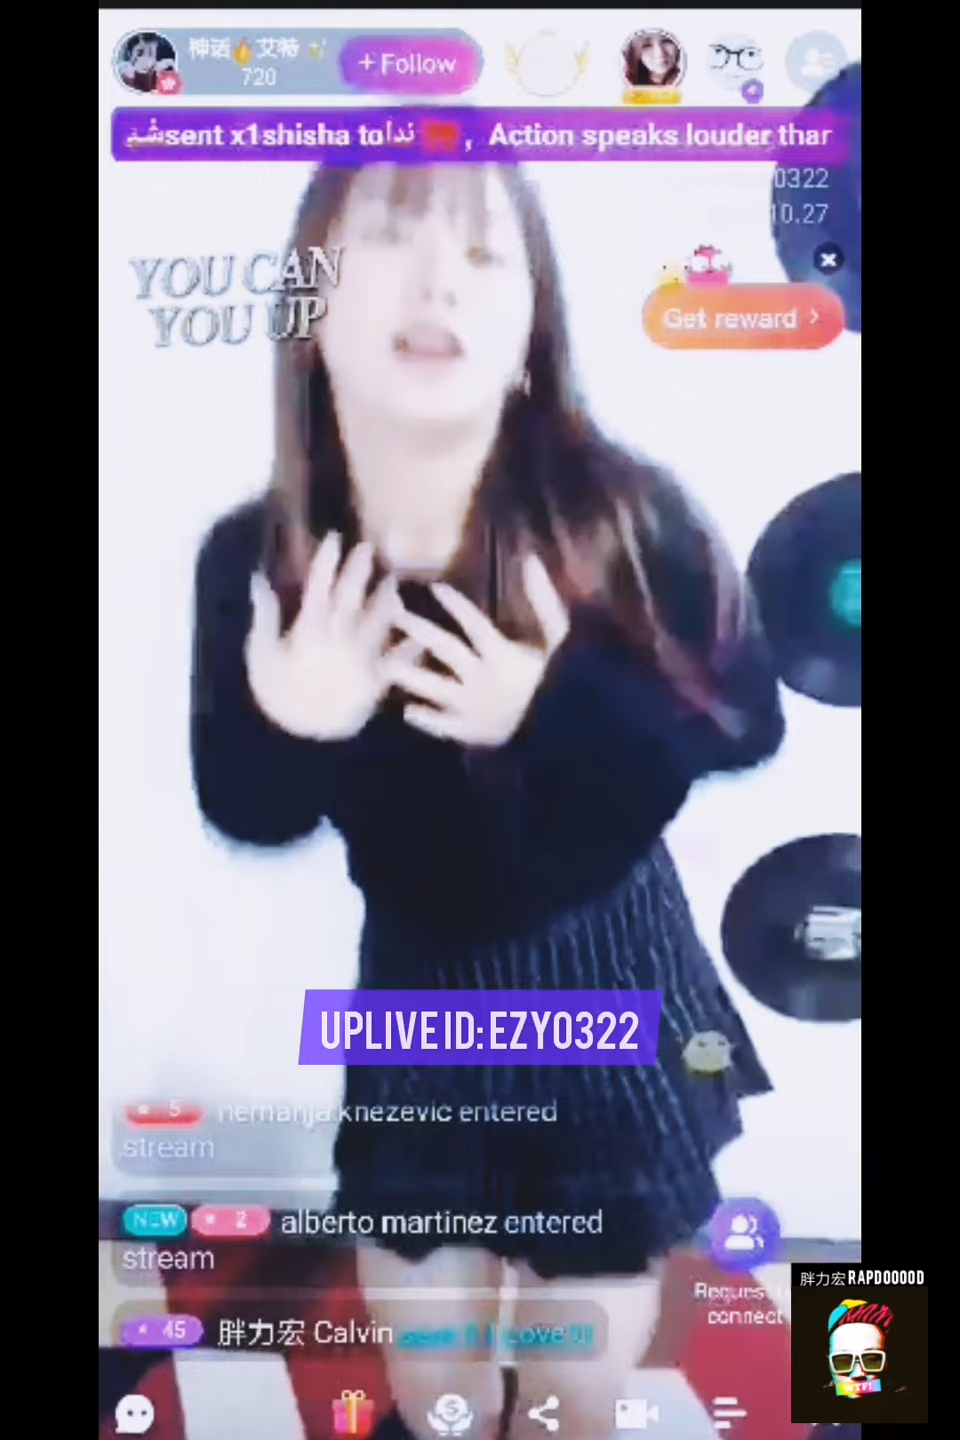 神话🔥艾特
720
+ Follow
sent x1shisha to ندا , Action speaks louder thar
0322
10.27
YOU CAN
YOU UP
Get reward >
UPLIVE ID: EZY0322
5 nemanja knezevic entered
stream
NEW 2 alberto martinez entered
stream
45 胖力宏 Calvin
Request
connect
胖力宏 RAPDOOOOD